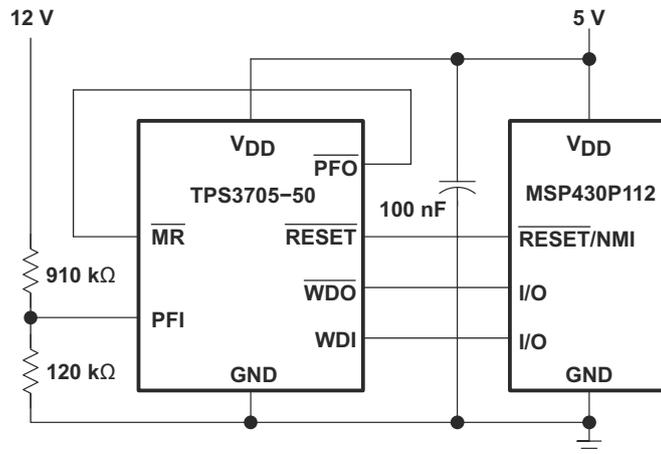 12 V
5 V
VDD
PFO
TPS3705−50
MR
RESET
WDO
PFI
WDI
GND
910 kΩ
120 kΩ
100 nF
VDD
MSP430P112
RESET/NMI
I/O
I/O
GND